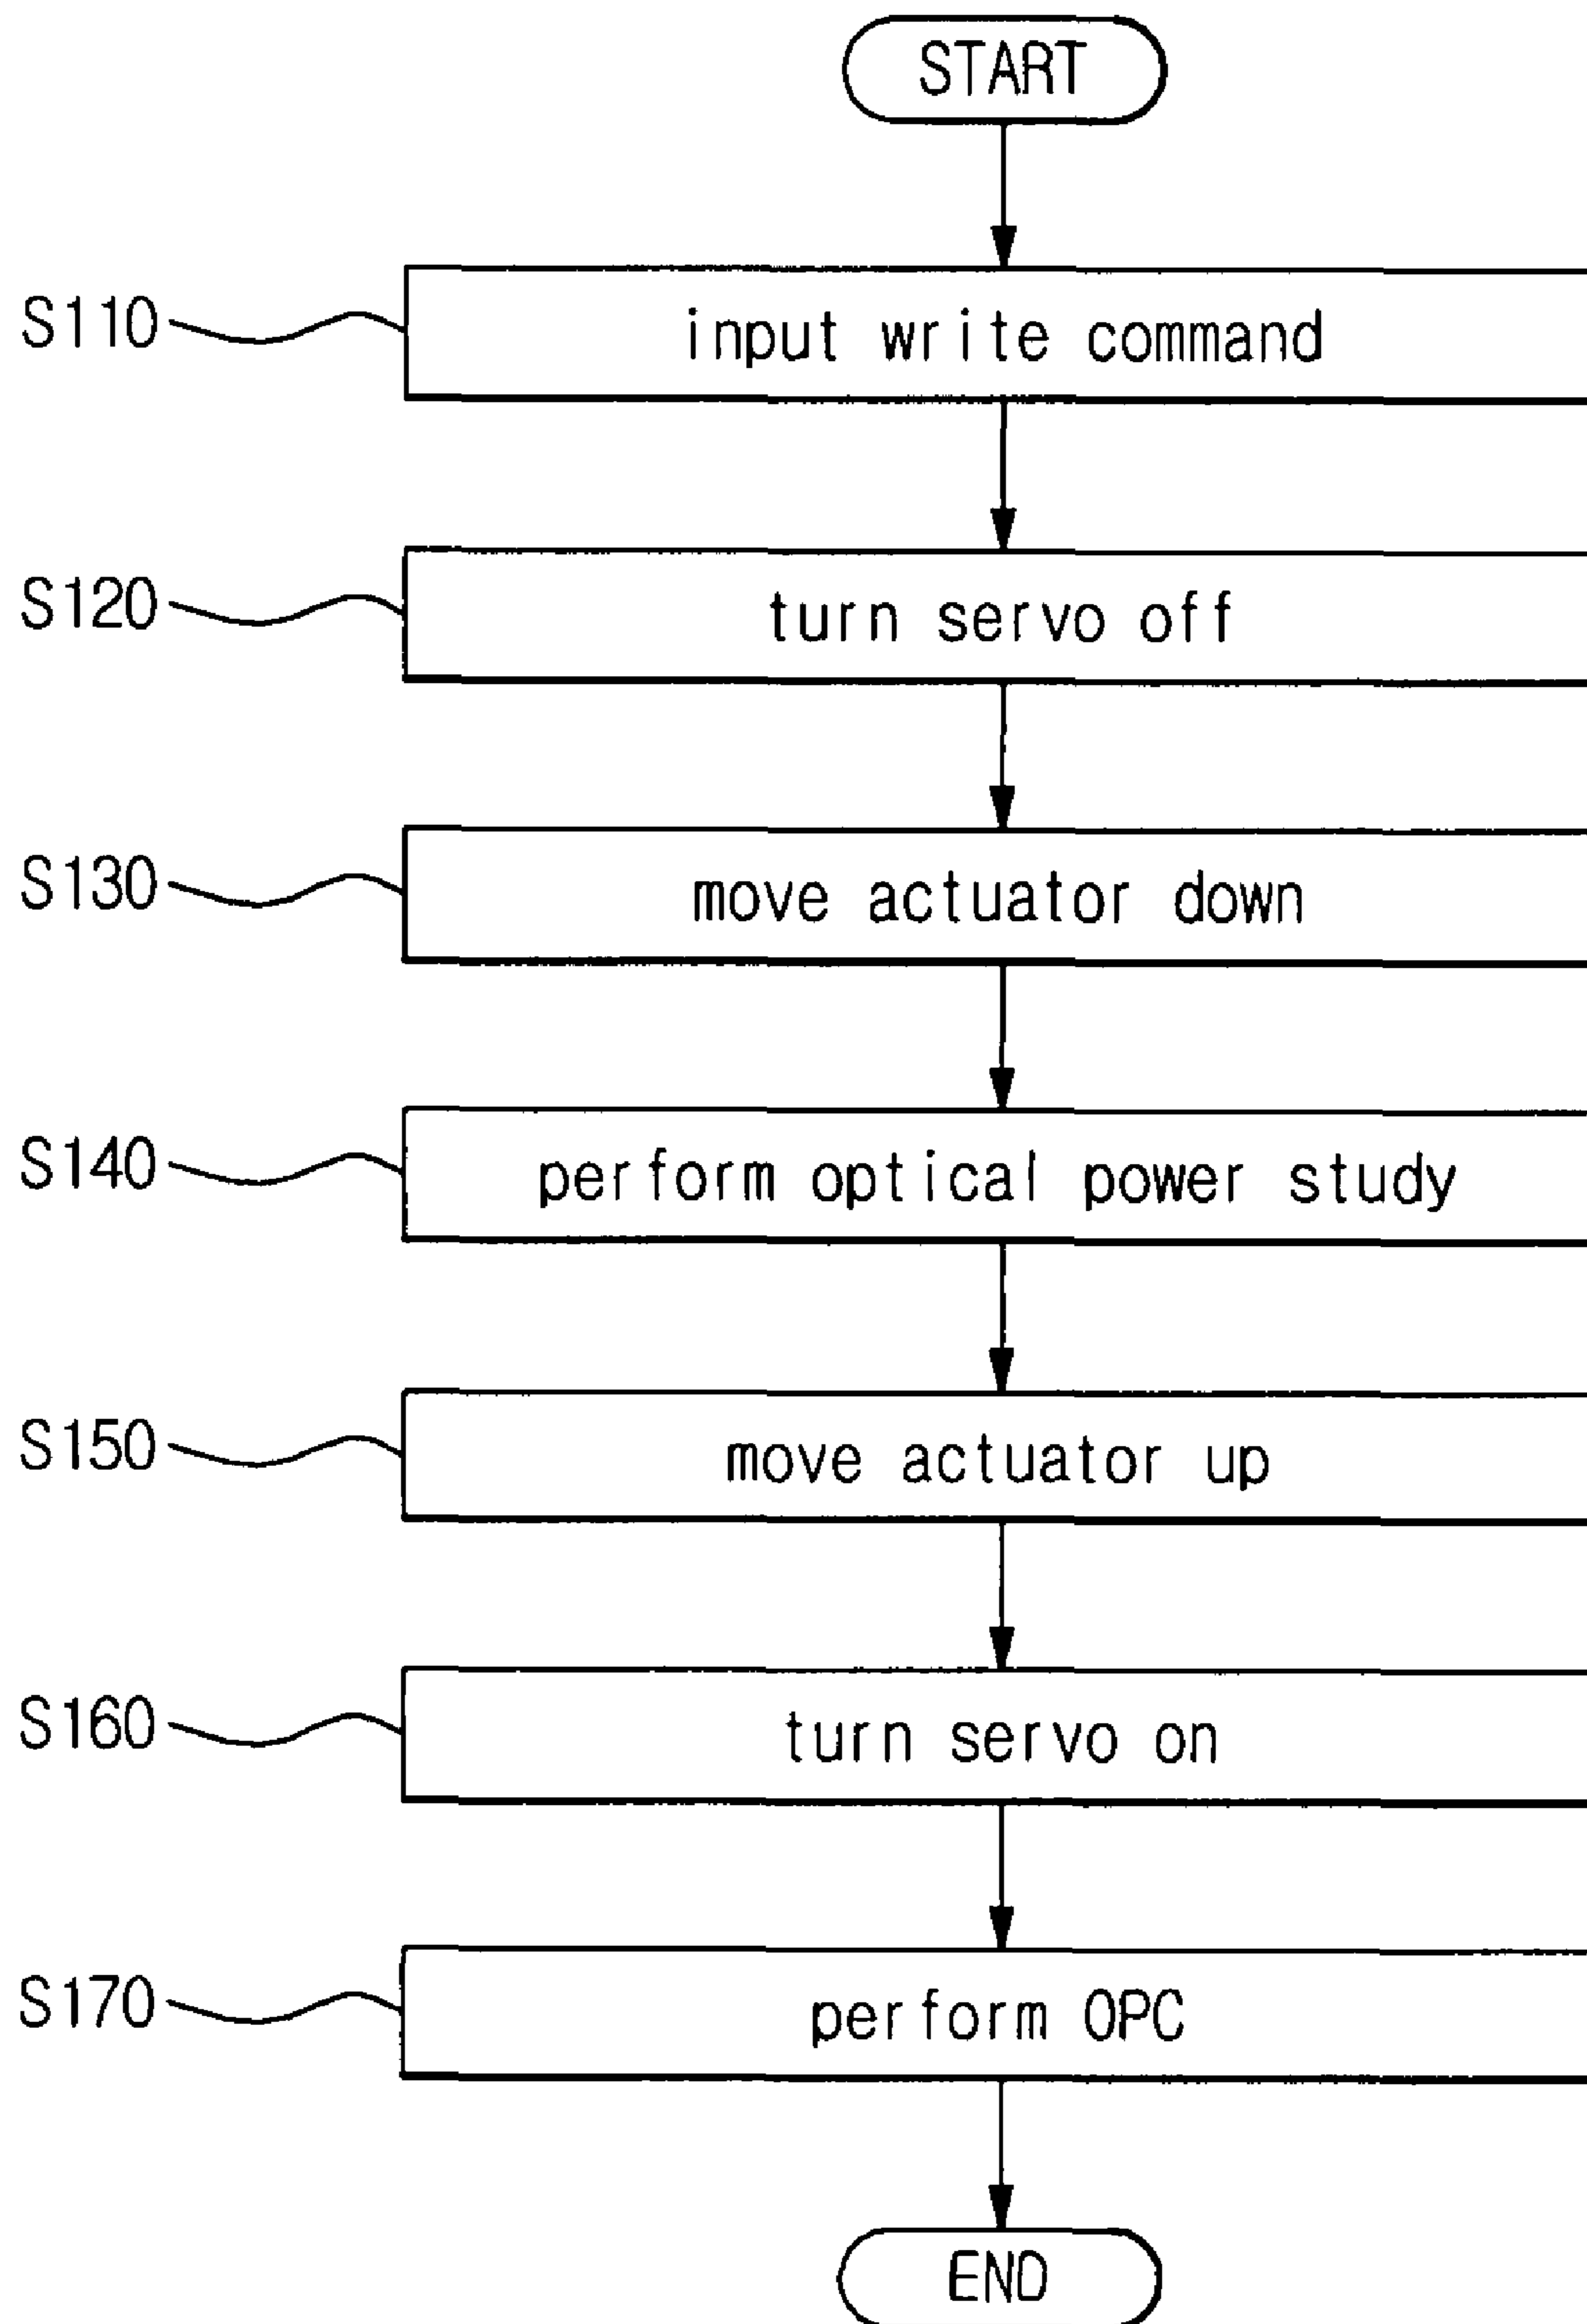 START
S110 input write command
S120 turn servo off
S130 move actuator down
S140 perform optical power study
S150 move actuator up
S160 turn servo on
S170 perform OPC
END